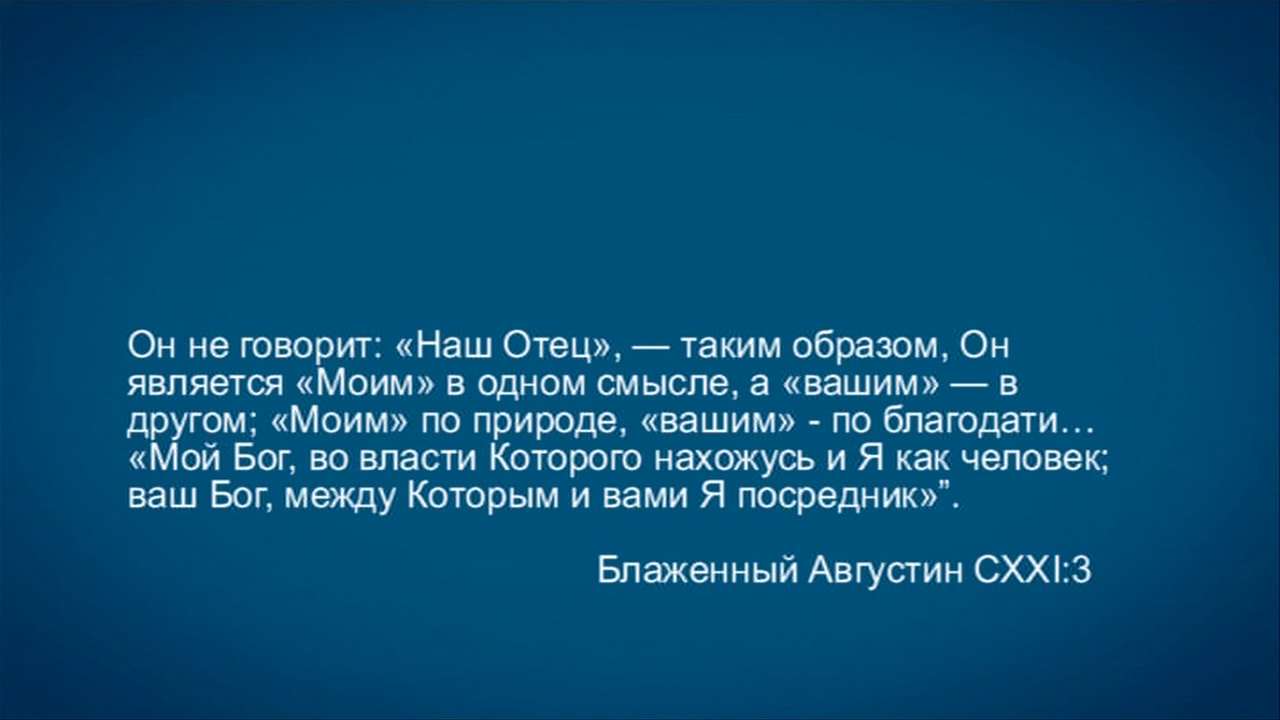 Он не говорит: «Наш Отец», — таким образом, Он
является «Моим» в одном смысле, а «вашим» — в
другом; «Моим» по природе, «вашим» - по благодати…
«Мой Бог, во власти Которого нахожусь и Я как человек;
ваш Бог, между Которым и вами Я посредник»”.
Блаженный Августин CXXI:3